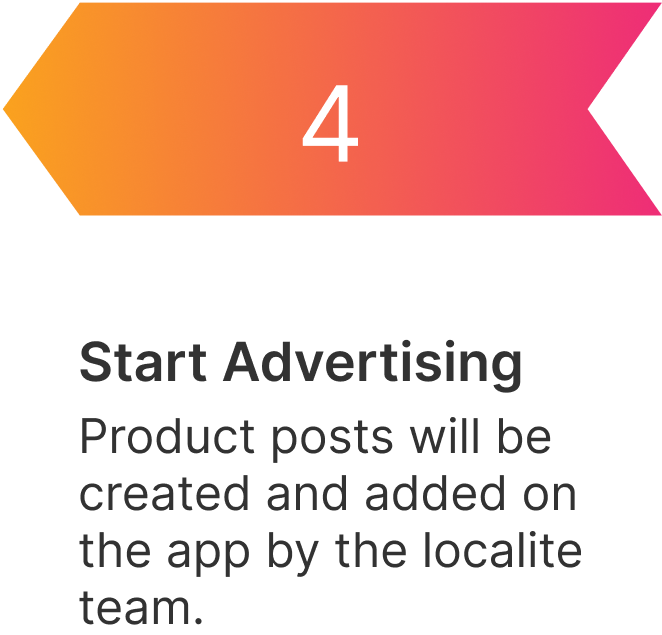 4
Start Advertising
Product posts will be
created and added on
the app by the localite
team.